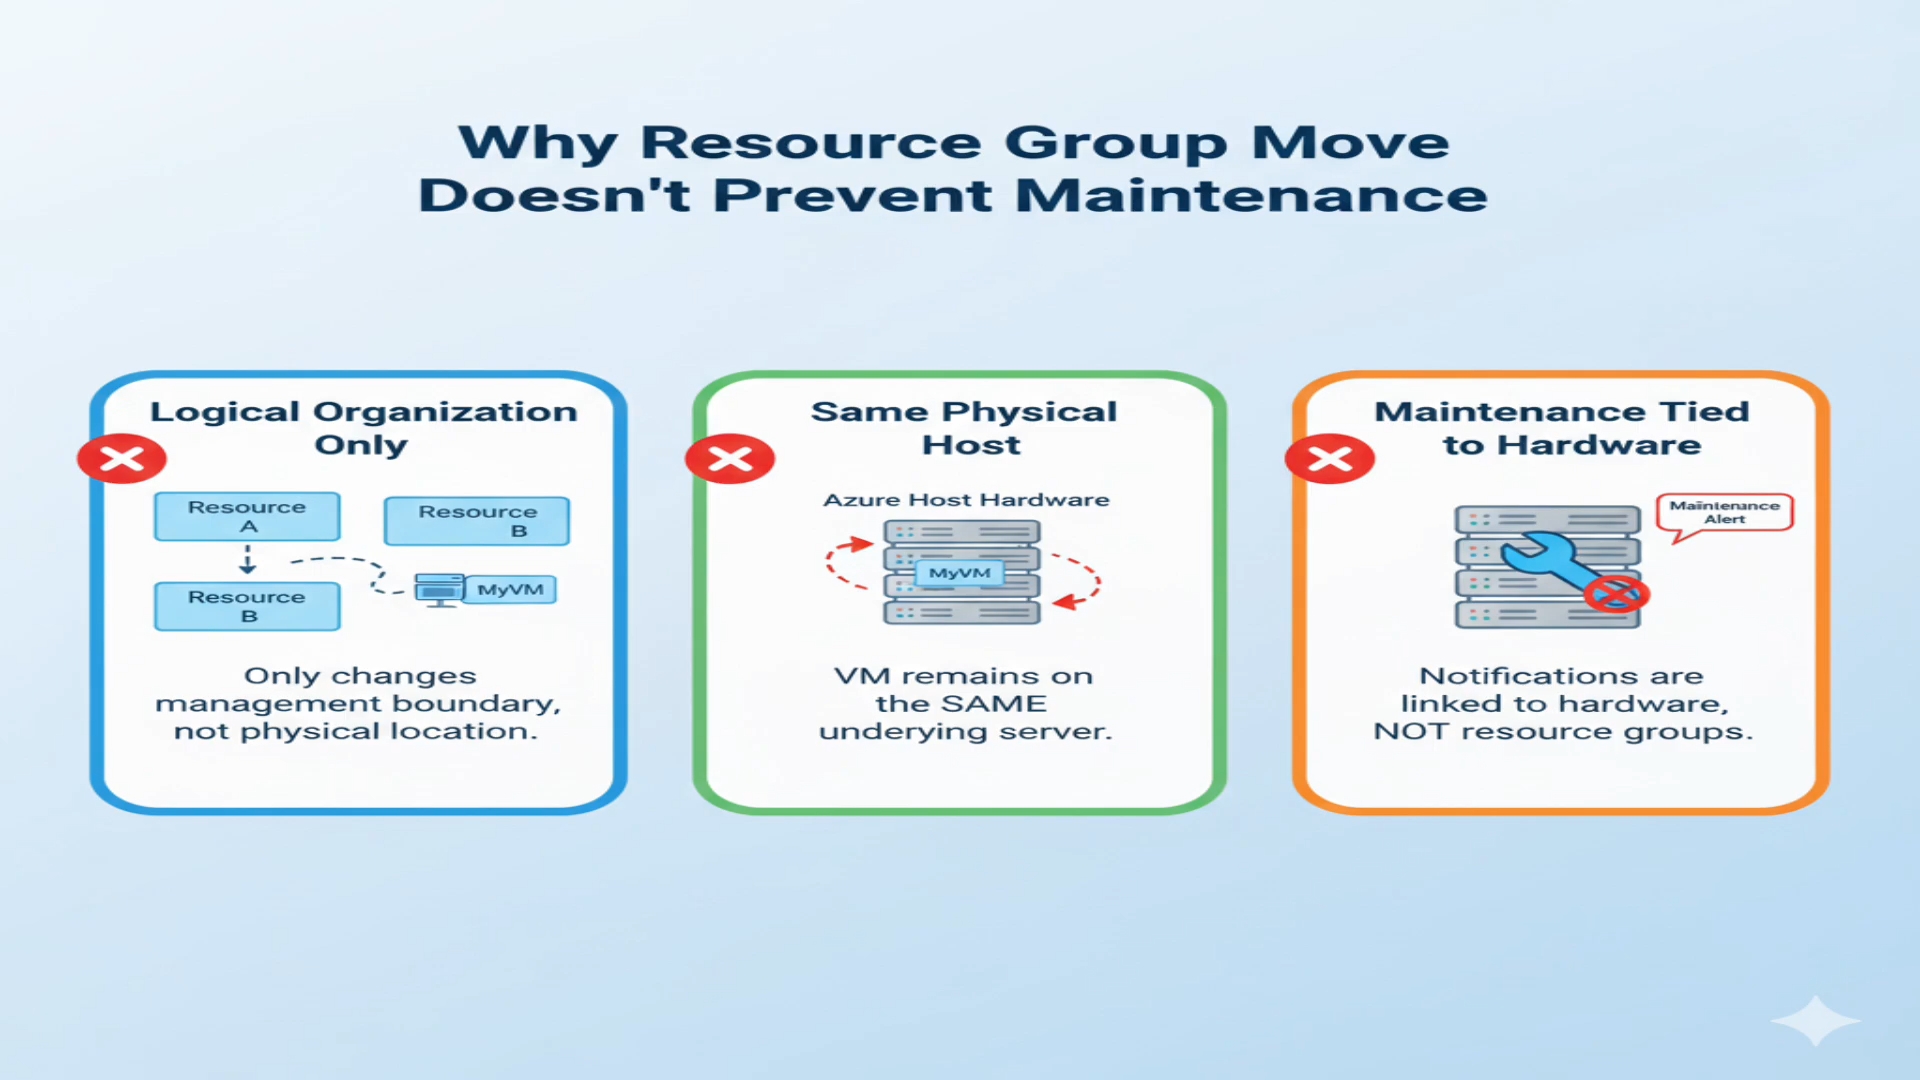 Why Resource Group Move
Doesn't Prevent Maintenance
Logical Organization
Only
Resource
A
Resource
B
Resource
B
MyVM
Only changes
management boundary,
not physical location.
Same Physical
Host
Azure Host Hardware
MyVM
VM remains on
the SAME
underying server.
Maintenance Tied
to Hardware
Maintenance
Alert
Notifications are
linked to hardware,
NOT resource groups.